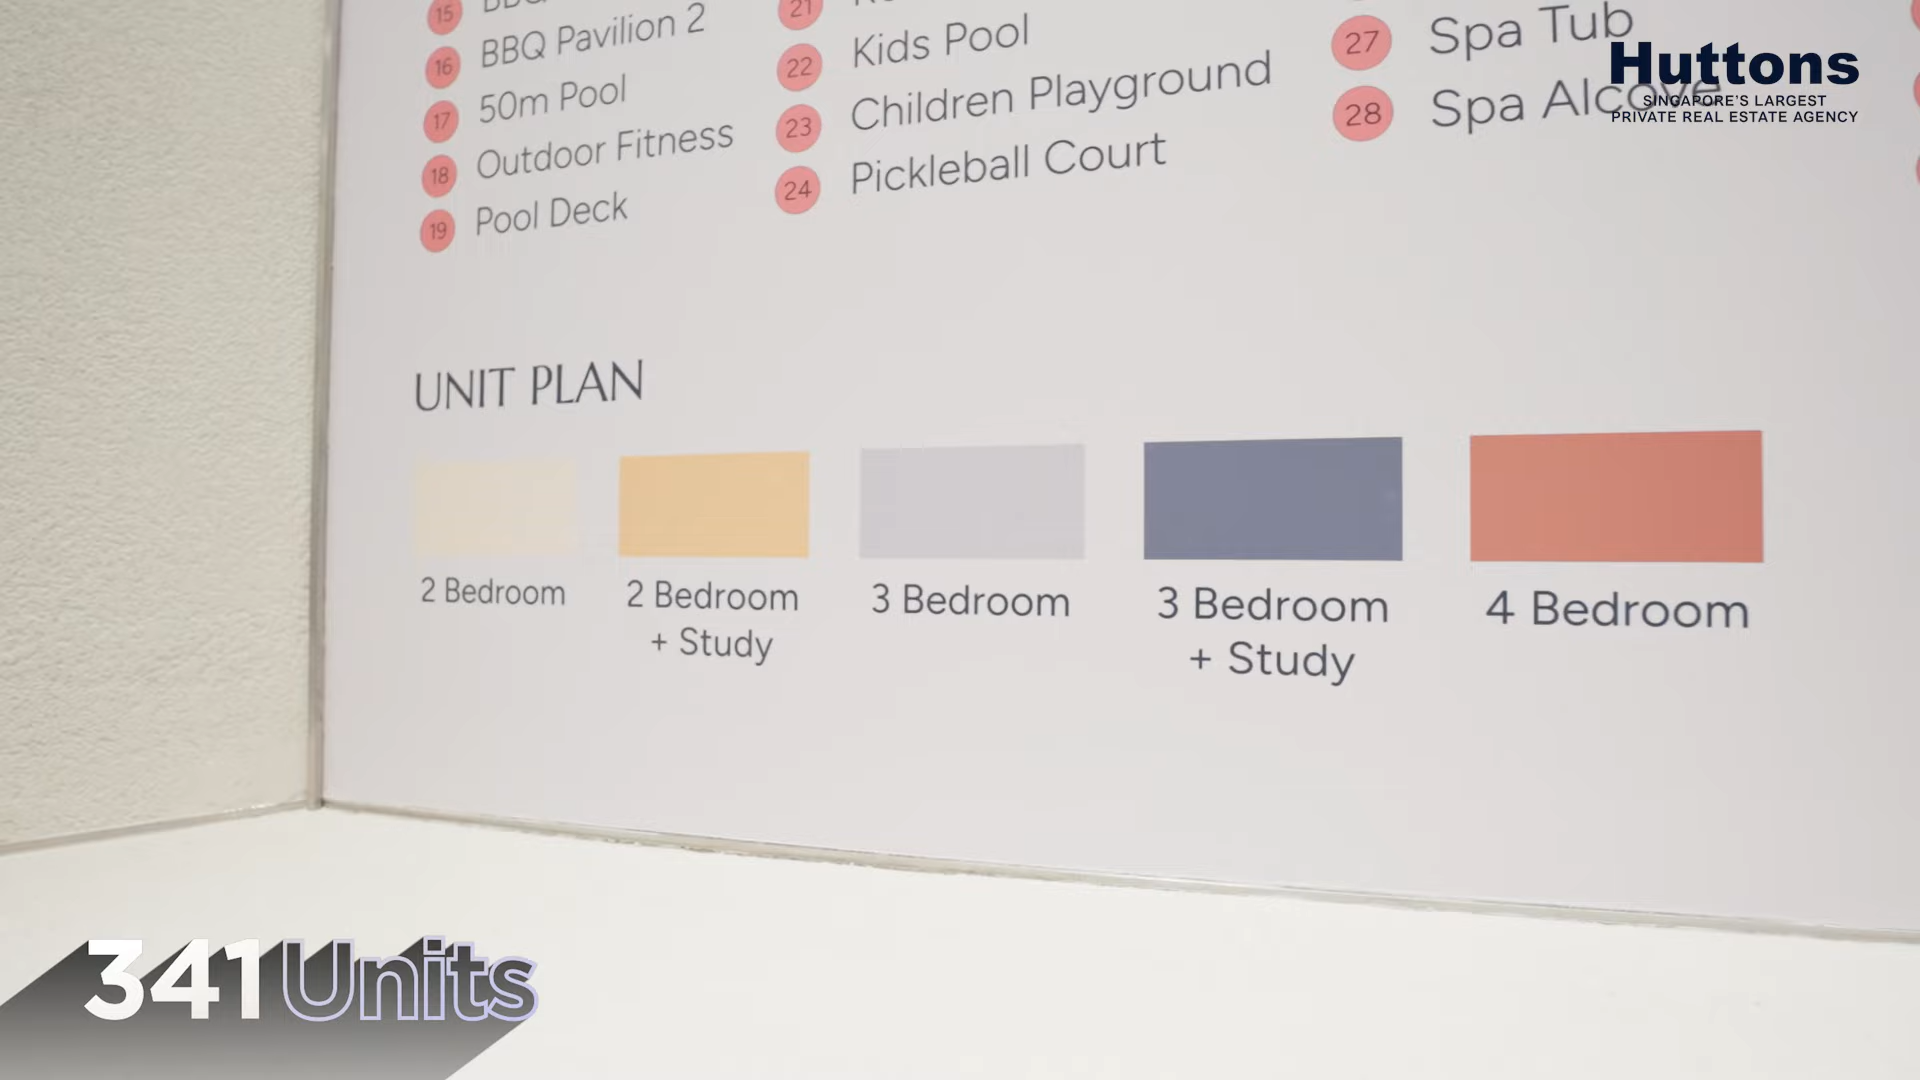 15
16 BBQ Pavilion 2
17 50m Pool
18 Outdoor Fitness
19 Pool Deck
21
22 Kids Pool
23 Children Playground
24 Pickleball Court
27 Spa Tub
28 Spa Alcove
Huttons
SINGAPORE'S LARGEST
PRIVATE REAL ESTATE AGENCY
UNIT PLAN
2 Bedroom
2 Bedroom
+ Study
3 Bedroom
3 Bedroom
+ Study
4 Bedroom
341 Units